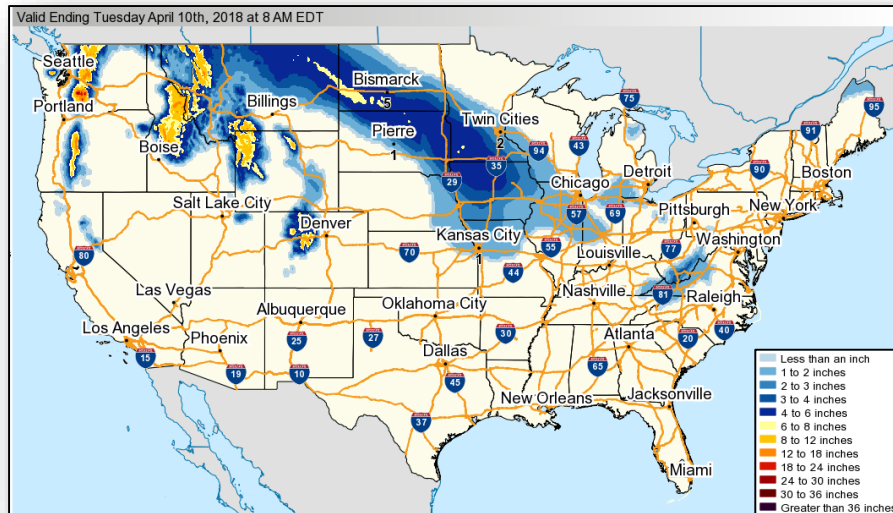 Valid Ending Tuesday April 10th, 2018 at 8 AM EDT
Seattle
Portland
Billings
Bismarck
5
Pierre
1
Twin Cities
2
75
95
91
94
43
90
Boston
Boise
35
29
Chicago
Detroit
New York
57
69
Pittsburgh
Salt Lake City
Denver
Kansas City
1
70
55
77
Washington
80
Louisville
44
81
Las Vegas
Nashville
Raleigh
Los Angeles
Albuquerque
Oklahoma City
Phoenix
25
27
30
Atlanta
20
40
15
19
10
Dallas
45
65
37
New Orleans
Jacksonville
Miami
Less than an inch
1 to 2 inches
2 to 3 inches
3 to 4 inches
4 to 6 inches
6 to 8 inches
8 to 12 inches
12 to 18 inches
18 to 24 inches
24 to 30 inches
30 to 36 inches
Greater than 36 inches